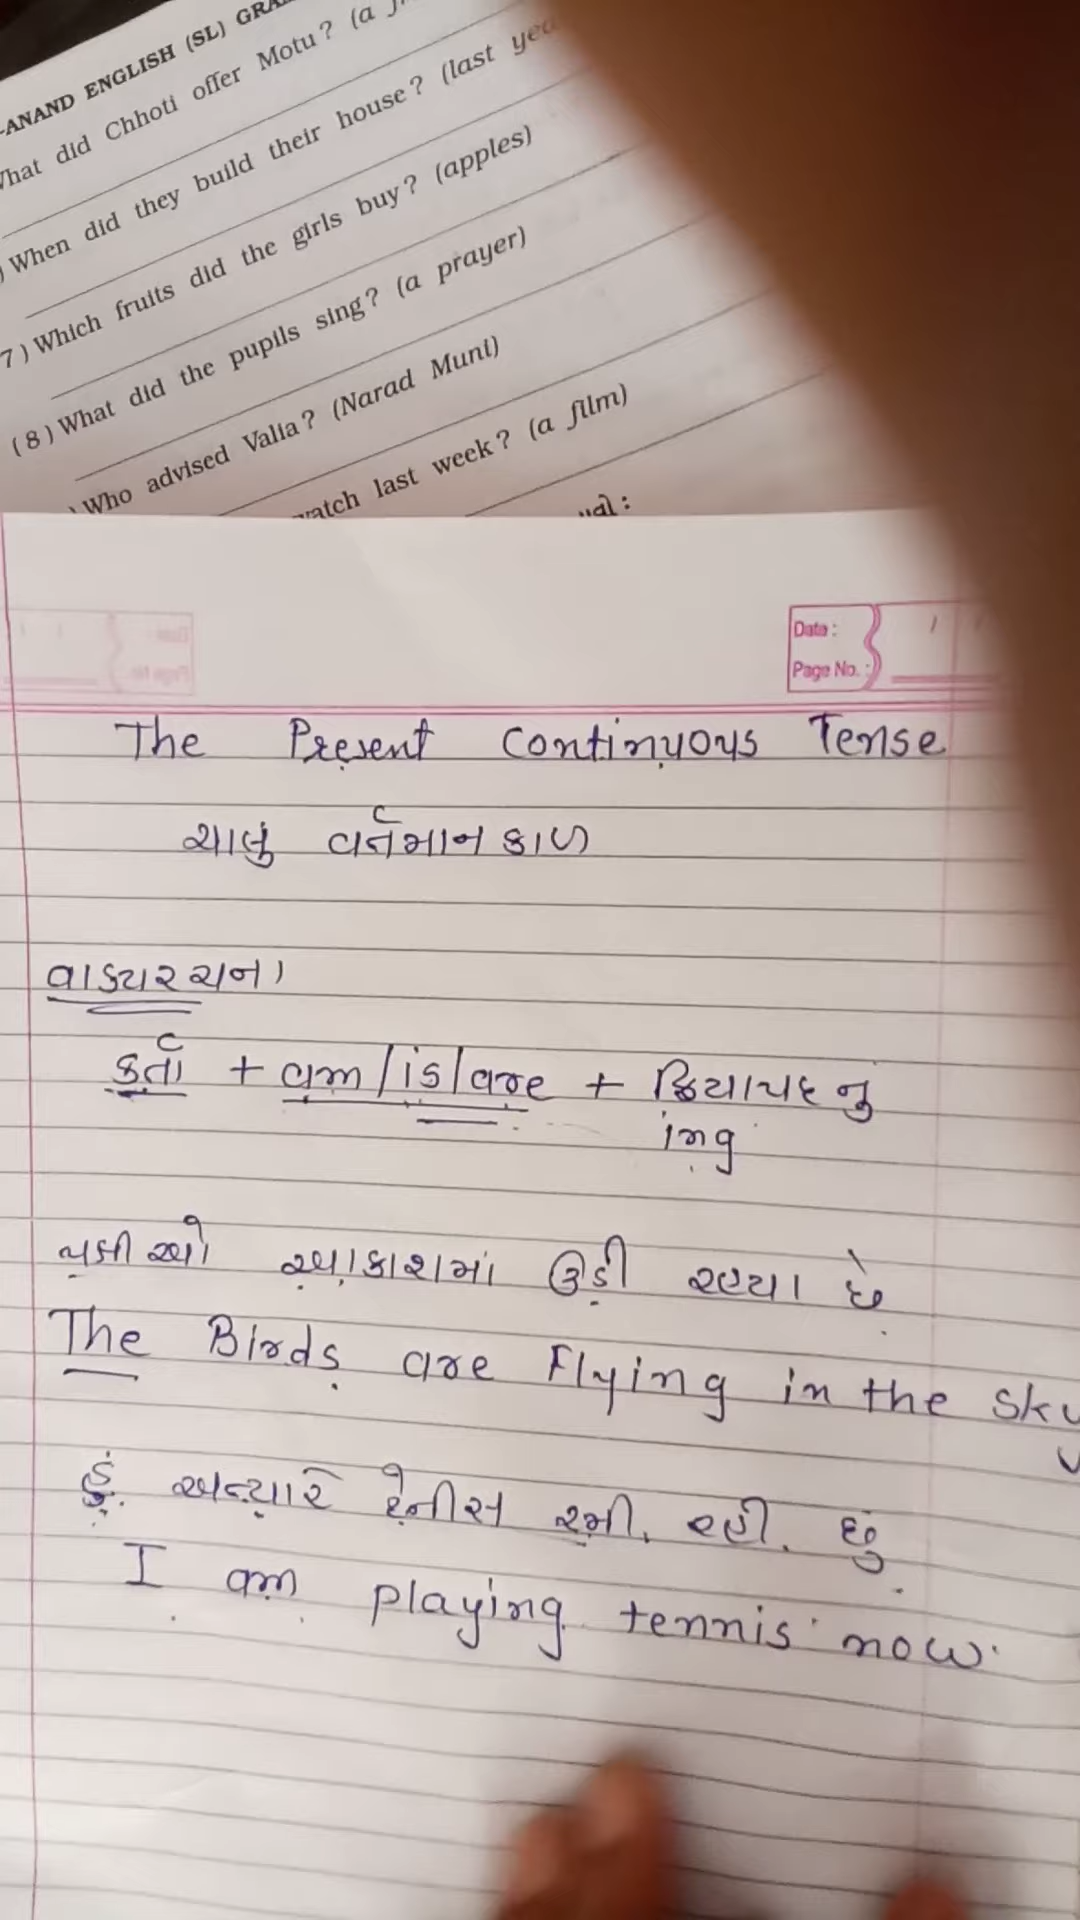 -ANAND ENGLISH (SL)
What did Chhoti offer Motu? (a
) When did they build their house? (last
7) Which fruits did the girls buy? (apples)
(8) What did the pupils sing? (a prayer)
) Who advised Valia? (Narad Muni)
watch last week? (a film)
Date :
Page No. :
The Present Continuous Tense
ચાલું વર્તમાનકાળ
વાક્યરચના
કર્તા + am/is/are + ક્રિયાપદનુ
ing
પક્ષીઓ આકાશમાં ઉડી રહ્યા છે.
The Birds are Flying in the sky
હું અત્યારે ટેનીસ રમી રહી છું.
I am playing tennis now.